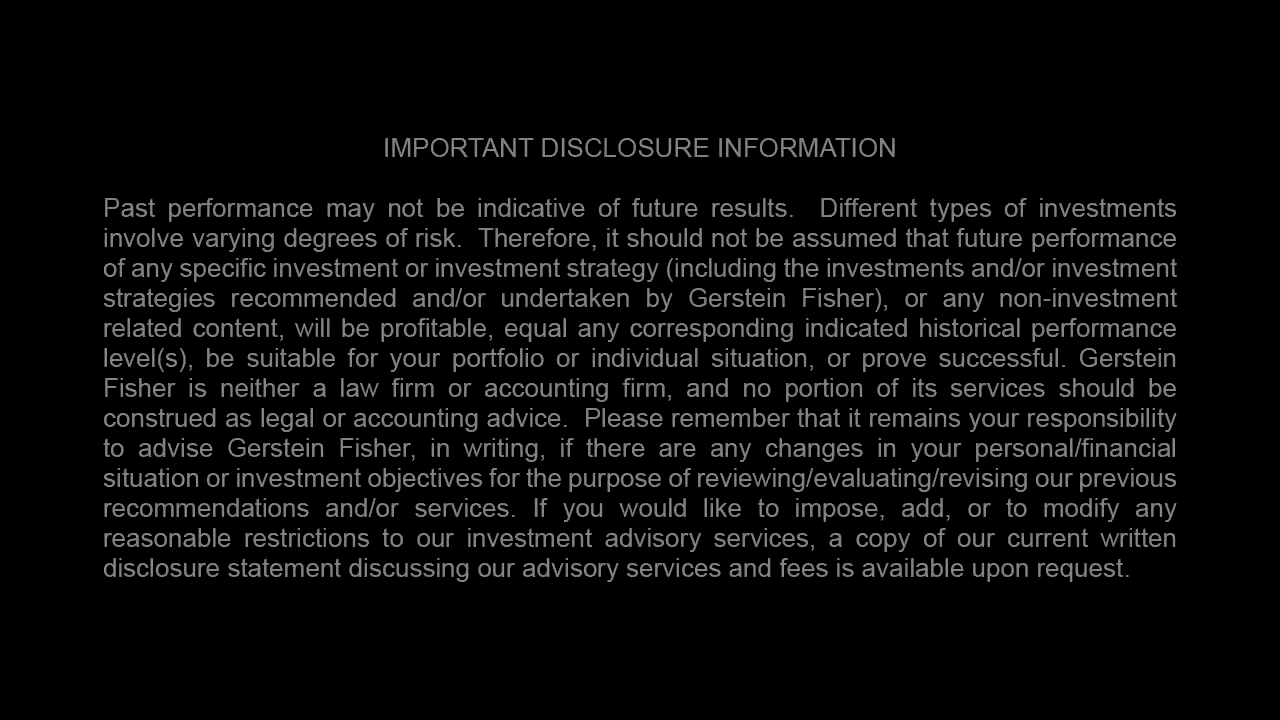 IMPORTANT DISCLOSURE INFORMATION
Past performance may not be indicative of future results.  Different types of investments
involve varying degrees of risk.  Therefore, it should not be assumed that future performance
of any specific investment or investment strategy (including the investments and/or investment
strategies recommended and/or undertaken by Gerstein Fisher), or any non-investment
related content, will be profitable, equal any corresponding indicated historical performance
level(s), be suitable for your portfolio or individual situation, or prove successful. Gerstein
Fisher is neither a law firm or accounting firm, and no portion of its services should be
construed as legal or accounting advice.  Please remember that it remains your responsibility
to advise Gerstein Fisher, in writing, if there are any changes in your personal/financial
situation or investment objectives for the purpose of reviewing/evaluating/revising our previous
recommendations and/or services. If you would like to impose, add, or to modify any
reasonable restrictions to our investment advisory services, a copy of our current written
disclosure statement discussing our advisory services and fees is available upon request.